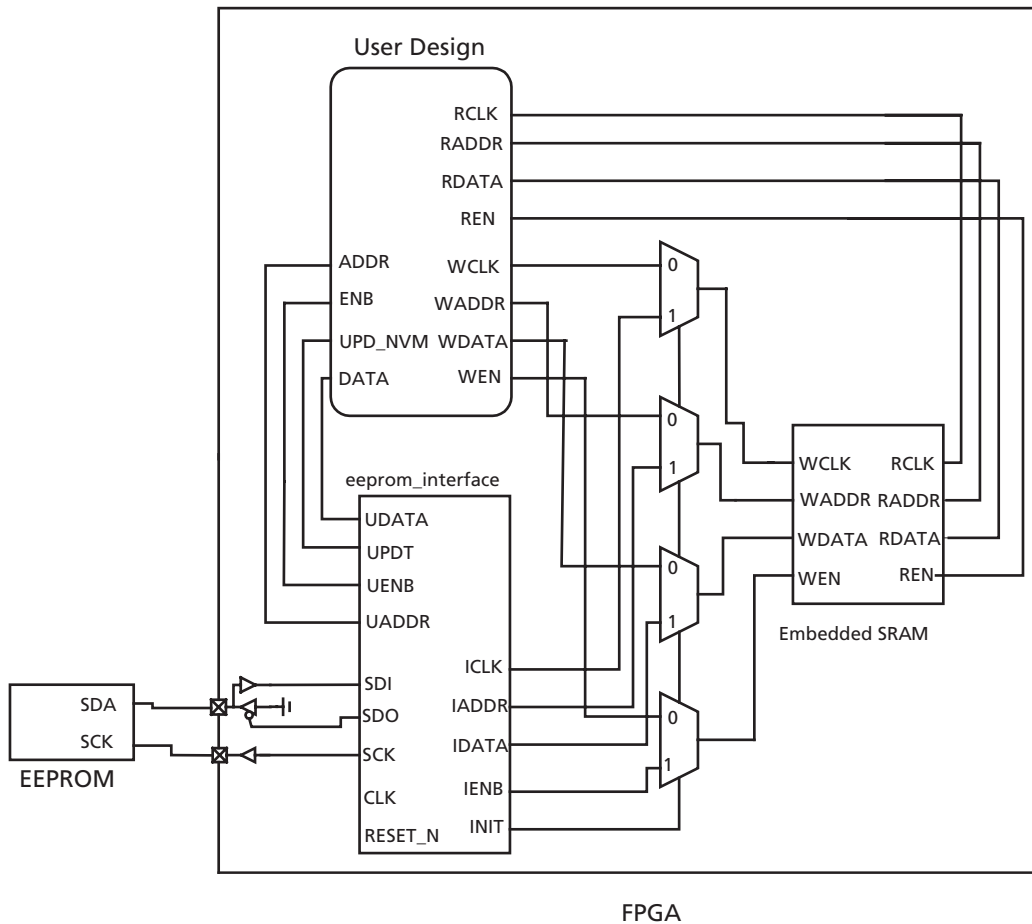 User Design
RCLK
RADDR
RDATA
REN
ADDR WCLK
ENB WADDR
UPD_NVM WDATA
DATA WEN
0
1
0
1
0
1
0
1
WCLK RCLK
WADDR RADDR
WDATA RDATA
WEN REN
Embedded SRAM
eeprom_interface
UDATA
UPDT
UENB
UADDR
ICLK
SDI
IADDR
SDO
IDATA
SCK
IENB
CLK
INIT
RESET_N
SDA
SCK
EEPROM
FPGA